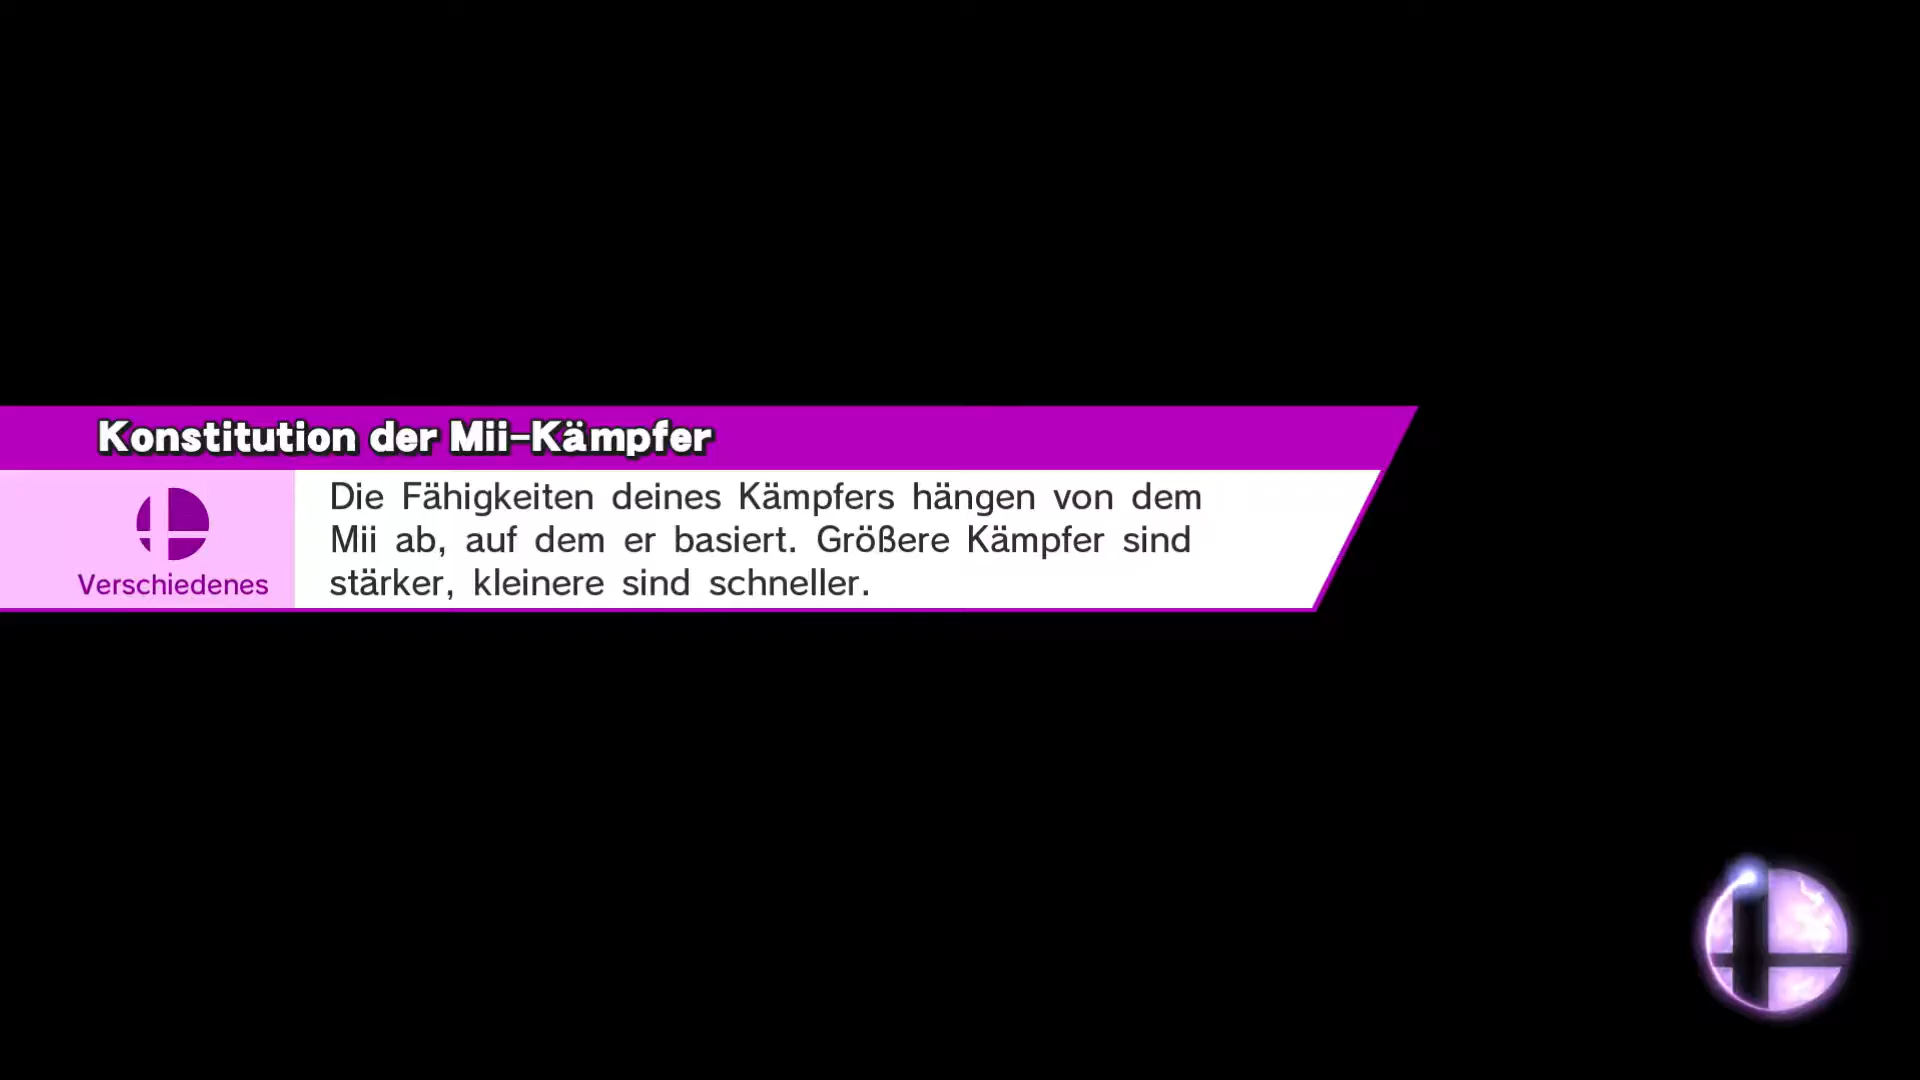 Konstitution der Mii-Kämpfer
Die Fähigkeiten deines Kämpfers hängen von dem
Mii ab, auf dem er basiert. Größere Kämpfer sind
stärker, kleinere sind schneller.
Verschiedenes